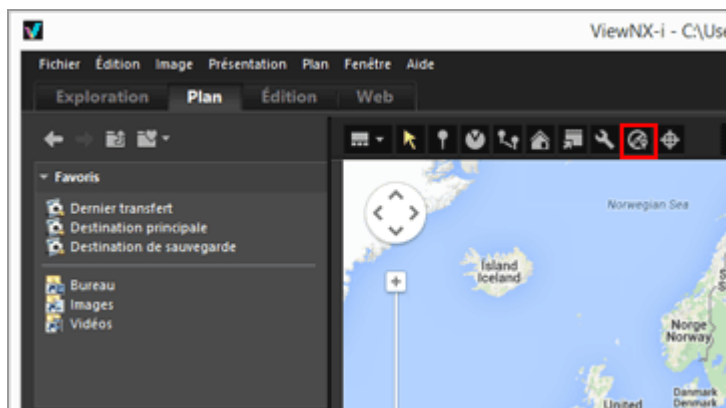 ViewNX-i - C:\Use
Fichier Édition Image Présentation Plan Fenêtre Aide
Exploration Plan Édition Web
Favoris
Dernier transfert
Destination principale
Destination de sauvegarde
Bureau
Images
Vidéos
Norwegian Sea
Ísland
Iceland
Norge
Norway
Danmark
Denmark
United